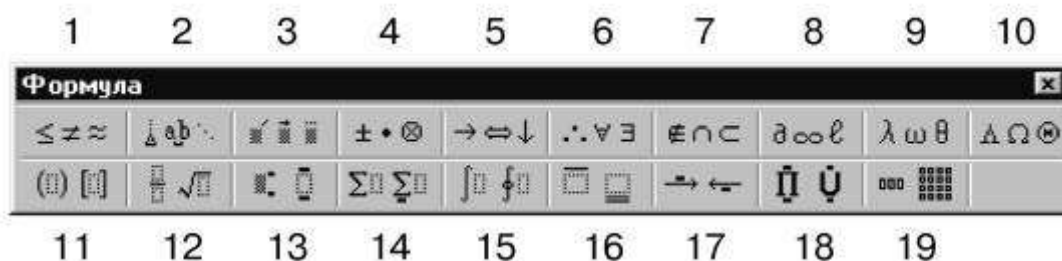 1 2 3 4 5 6 7 8 9 10
Формула
≤ ≠ ≈ ab ⋱ ± • ⊗ → ⇔ ↓ ∴ ∀ ∃ ∉ ∩ ⊂ ∂ ∞ ℓ λ ω θ Λ Ω Θ
(▫) [▫] √▫ Σ▫ Σ▫ ∫▫ ∮▫ → ← Π Ụ
11 12 13 14 15 16 17 18 19